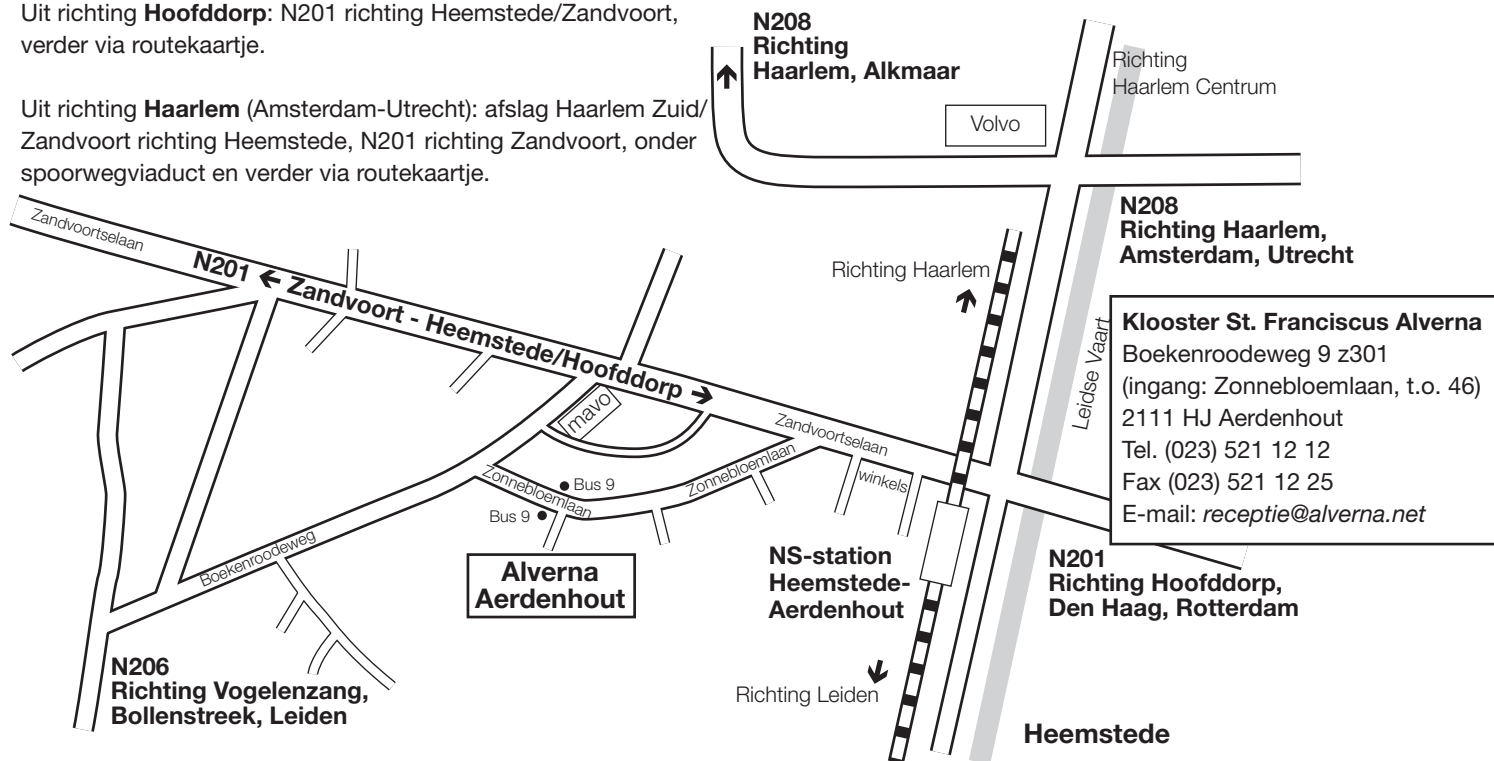 Uit richting Hoofddorp: N201 richting Heemstede/Zandvoort,
verder via routekaartje.
Uit richting Haarlem (Amsterdam-Utrecht): afslag Haarlem Zuid/
Zandvoort richting Heemstede, N201 richting Zandvoort, onder
spoorwegviaduct en verder via routekaartje.
N208
Richting
Haarlem, Alkmaar
Richting
Haarlem Centrum
Volvo
N208
Richting Haarlem,
Amsterdam, Utrecht
Zandvoortselaan
N201 ← Zandvoort - Heemstede/Hoofddorp →
Richting Haarlem
Leidse Vaart
Klooster St. Franciscus Alverna
Boekenroodeweg 9 z301
(ingang: Zonnebloemlaan, t.o. 46)
2111 HJ Aerdenhout
Tel. (023) 521 12 12
Fax (023) 521 12 25
E-mail: receptie@alverna.net
mavo
Zandvoortselaan
Zonnebloemlaan
Zonnebloemlaan
winkels
Bus 9
Bus 9
Boekenroodeweg
Alverna
Aerdenhout
NS-station
Heemstede-
Aerdenhout
N201
Richting Hoofddorp,
Den Haag, Rotterdam
N206
Richting Vogelenzang,
Bollenstreek, Leiden
Richting Leiden
Heemstede